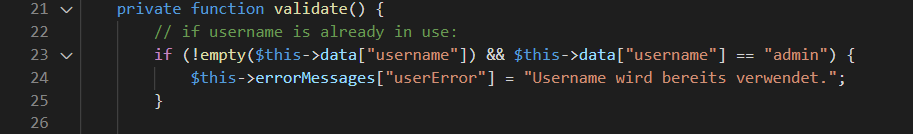 21 private function validate() {
22 // if username is already in use:
23 if (!empty($this->data["username"]) && $this->data["username"] == "admin") {
24 $this->errorMessages["userError"] = "Username wird bereits verwendet.";
25 }
26